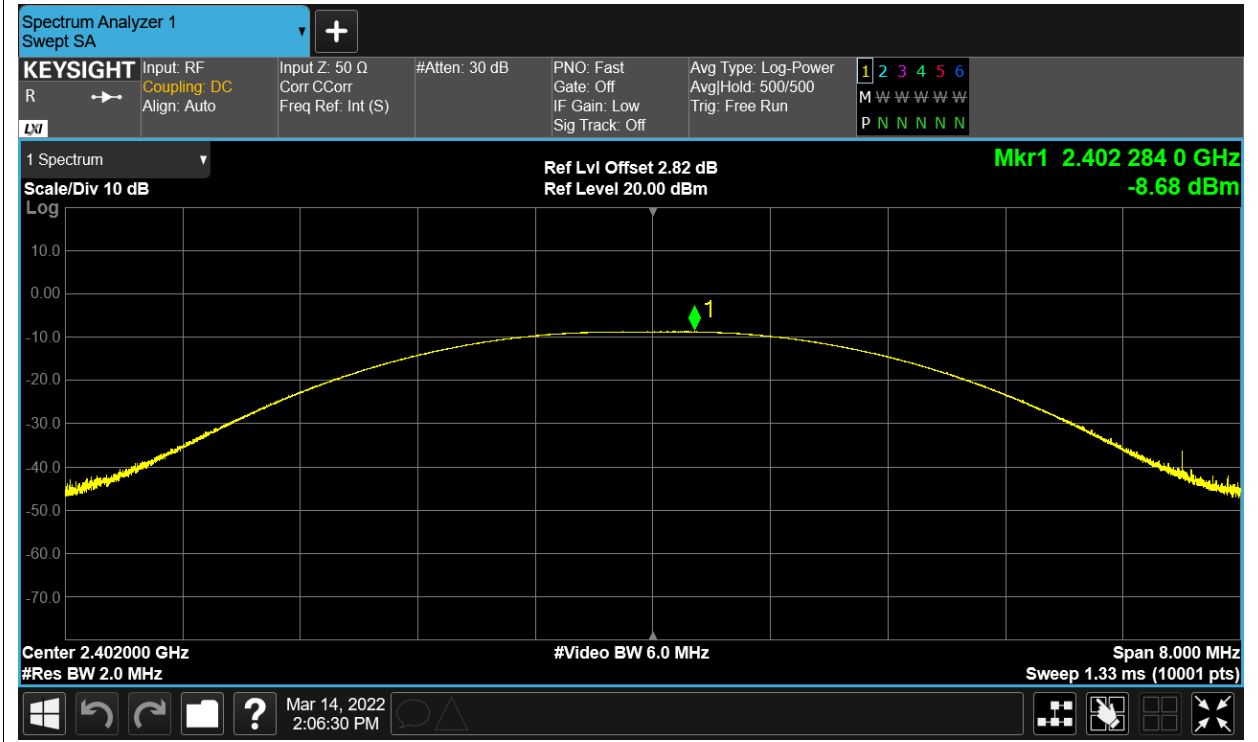 Spectrum Analyzer 1
Swept SA
+
KEYSIGHT
R
LXI
Input: RF
Coupling: DC
Align: Auto
Input Z: 50 Ω
Corr CCorr
Freq Ref: Int (S)
#Atten: 30 dB
PNO: Fast
Gate: Off
IF Gain: Low
Sig Track: Off
Avg Type: Log-Power
Avg|Hold: 500/500
Trig: Free Run
1 2 3 4 5 6
M W W W W W
P N N N N N
1 Spectrum
Scale/Div 10 dB
Log
Ref Lvl Offset 2.82 dB
Ref Level 20.00 dBm
Mkr1 2.402 284 0 GHz
-8.68 dBm
10.0
0.00
-10.0
-20.0
-30.0
-40.0
-50.0
-60.0
-70.0
1
Center 2.402000 GHz
#Res BW 2.0 MHz
#Video BW 6.0 MHz
Span 8.000 MHz
Sweep 1.33 ms (10001 pts)
?
Mar 14, 2022
2:06:30 PM